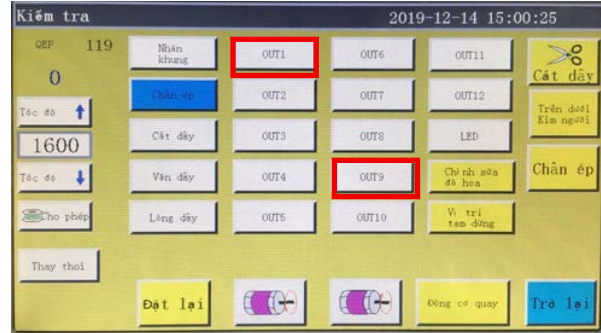 Kiểm tra 2019-12-14 15:00:25
QEP 119
0
Tốc độ
1600
Tốc độ
Cho phép
Thay thoi
Nhấn
khung
Chân ép
Cắt dây
Vắn dây
Lỏng dây
OUT1
OUT2
OUT3
OUT4
OUT5
OUT6
OUT7
OUT8
OUT9
OUT10
OUT11
OUT12
LED
Chỉnh sửa
đồ họa
Vị trí
tạm dừng
Cắt dây
Trên dưới
Kim người
Chân ép
Đặt lại
Động cơ quay
Trở lại